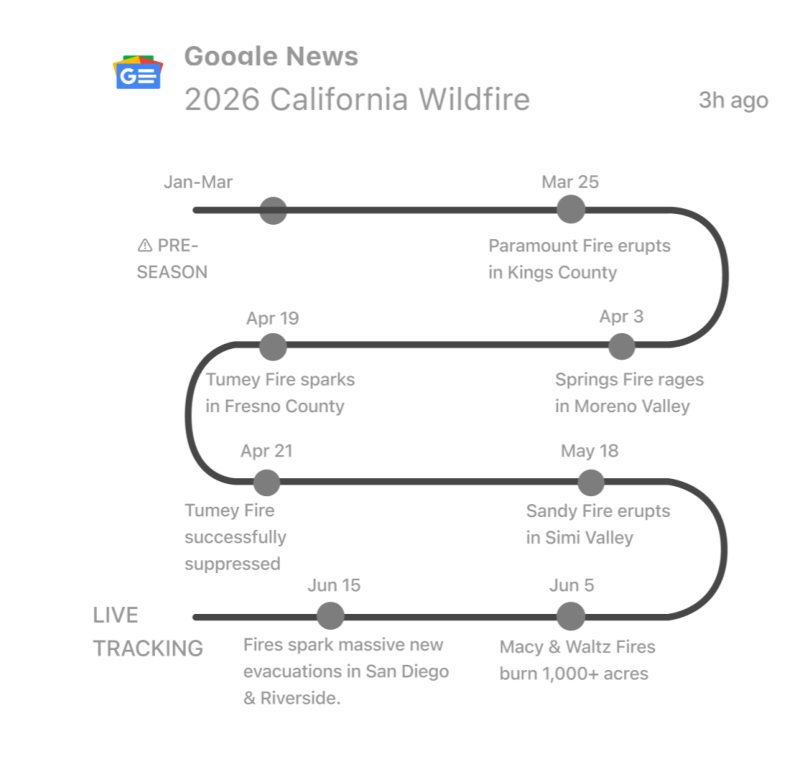 GE
Google News
2026 California Wildfire
3h ago
Jan-Mar
Mar 25
⚠ PRE-
SEASON
Paramount Fire erupts
in Kings County
Apr 19
Apr 3
Tumey Fire sparks
in Fresno County
Springs Fire rages
in Moreno Valley
Apr 21
May 18
Tumey Fire
successfully
suppressed
Sandy Fire erupts
in Simi Valley
Jun 15
Jun 5
LIVE
TRACKING
Fires spark massive new
evacuations in San Diego
& Riverside.
Macy & Waltz Fires
burn 1,000+ acres